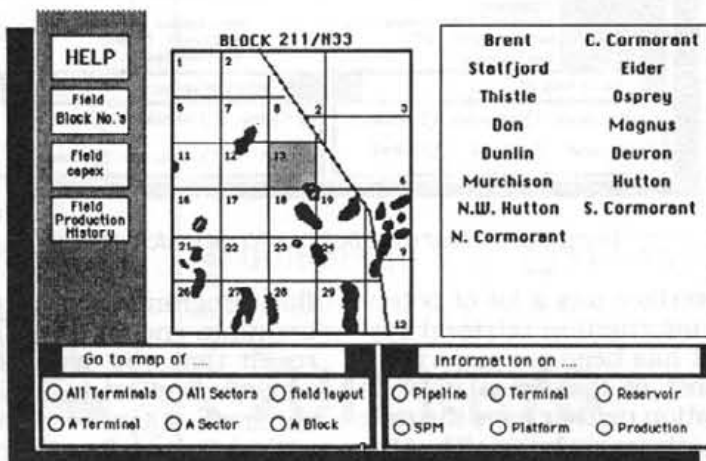 BLOCK 211/N33
HELP
Field
Block No.'s
Field
capex
Field
Production
History
1 2
6 7 8 2 3
11 12 13 6
16 17 18 19
21 22 23 24 9
26 27 28 29 12
Brent C. Cormorant
Statfjord Eider
Thistle Osprey
Don Magnus
Dunlin Devron
Murchison Hutton
N.W. Hutton S. Cormorant
N. Cormorant
Go to map of ....
All Terminals All Sectors field layout
A Terminal A Sector A Block
Information on ....
Pipeline Terminal Reservoir
SPM Platform Production